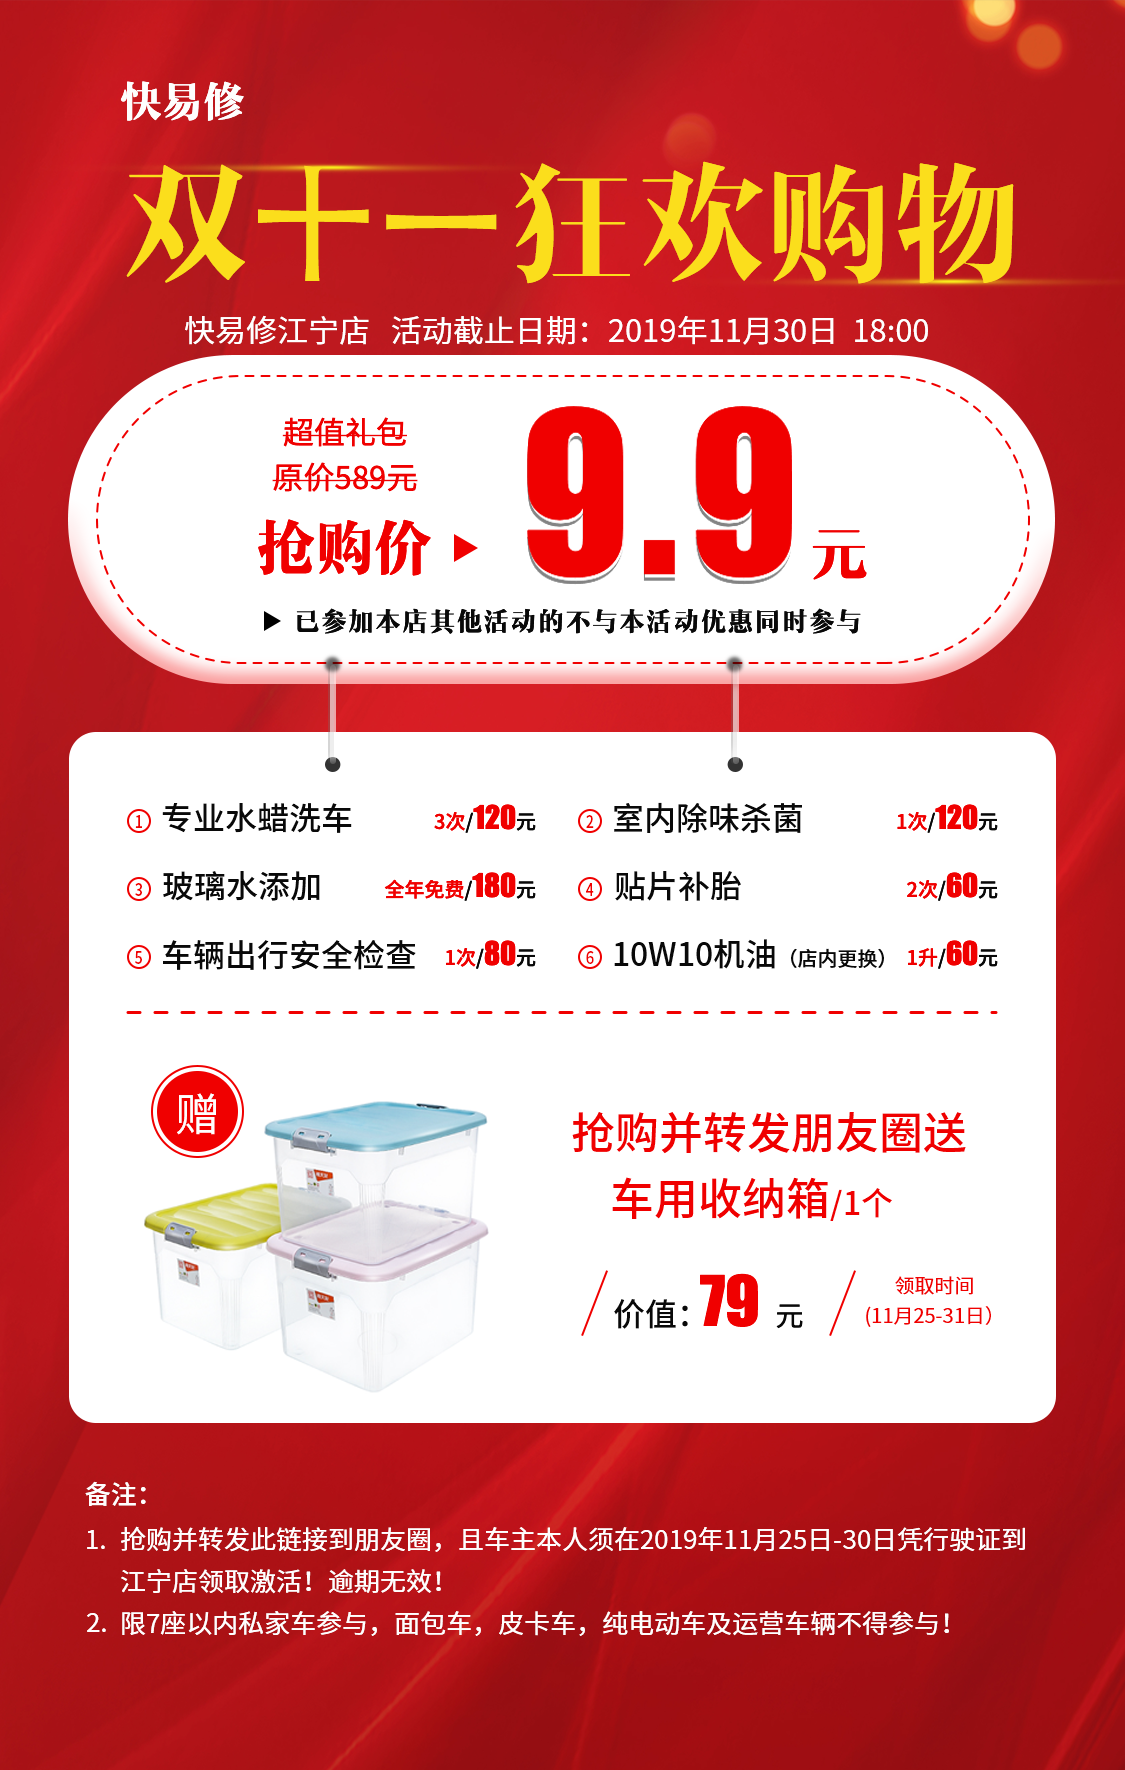 快易修
双十一狂欢购物
快易修江宁店 活动截止日期：2019年11月30日 18:00
超值礼包
原价589元
抢购价 ▶ 9.9 元
▶ 已参加本店其他活动的不与本活动优惠同时参与
① 专业水蜡洗车 3次/120元
② 室内除味杀菌 1次/120元
③ 玻璃水添加 全年免费/180元
④ 贴片补胎 2次/60元
⑤ 车辆出行安全检查 1次/80元
⑥ 10W10机油（店内更换） 1升/60元
赠
抢购并转发朋友圈送
车用收纳箱/1个
价值：79 元
领取时间
(11月25-31日）
备注：
1. 抢购并转发此链接到朋友圈，且车主本人须在2019年11月25日-30日凭行驶证到
江宁店领取激活！逾期无效！
2. 限7座以内私家车参与，面包车，皮卡车，纯电动车及运营车辆不得参与！